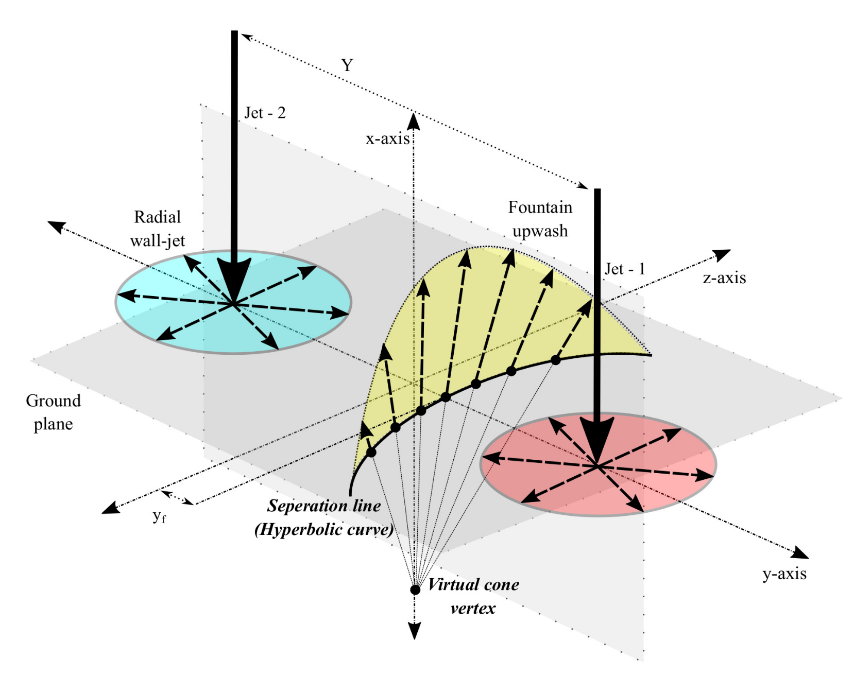 Y
Jet - 2
x-axis
Radial
wall-jet
Fountain
upwash
Jet - 1
z-axis
Ground
plane
Seperation line
(Hyperbolic curve)
y_f
Virtual cone
vertex
y-axis